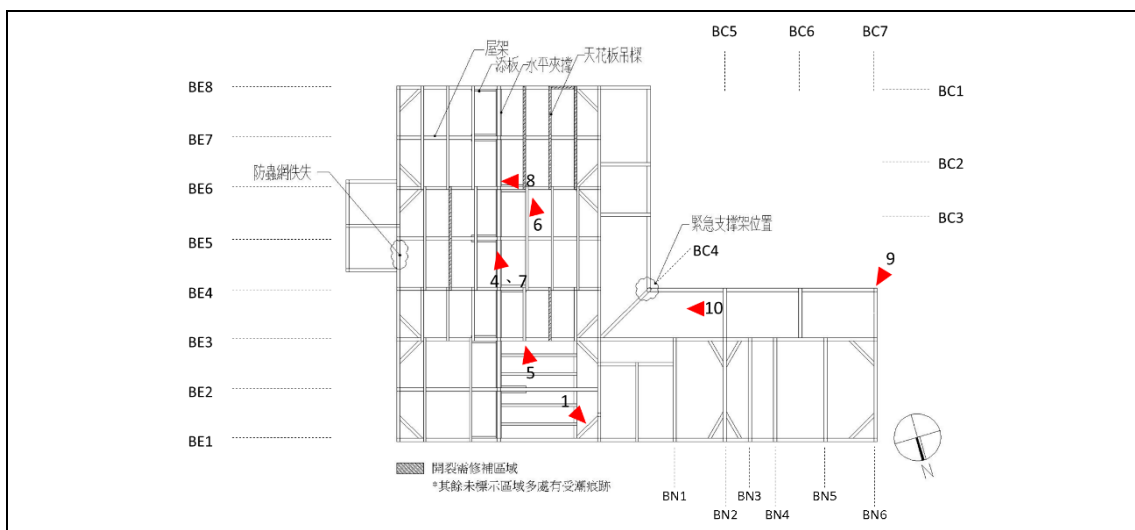 BC5 BC6 BC7
屋架
添板 水平夾撐 天花板吊樑
BE8
BC1
BE7
防蟲網佚失
BC2
BE6
8
BC3
6
緊急支撐架位置
BE5
BC4
9
4、7
BE4
10
BE3
5
BE2
1
BE1
N
開裂需修補區域
*其餘未標示區域多處有受潮痕跡
BN1 BN3 BN5
BN2 BN4 BN6